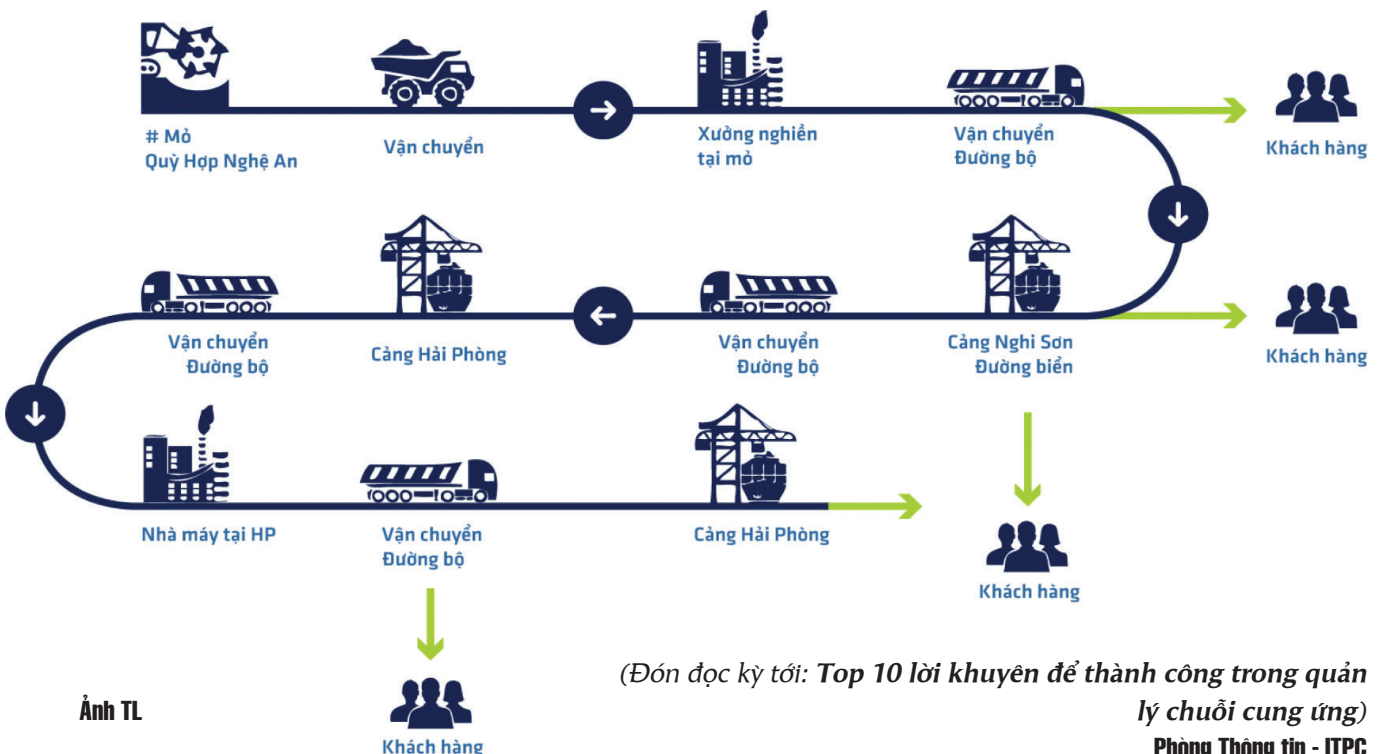 # Mỏ
Quỳ Hợp Nghệ An
Vận chuyển
Xưởng nghiền
tại mỏ
Vận chuyển
Đường bộ
Khách hàng
Vận chuyển
Đường bộ
Cảng Hải Phòng
Vận chuyển
Đường bộ
Cảng Nghi Sơn
Đường biển
Khách hàng
Nhà máy tại HP
Vận chuyển
Đường bộ
Cảng Hải Phòng
Khách hàng
Khách hàng
Ảnh TL
(Đón đọc kỳ tới: Top 10 lời khuyên để thành công trong quản
lý chuỗi cung ứng)
Phòng Thông tin - ITPC